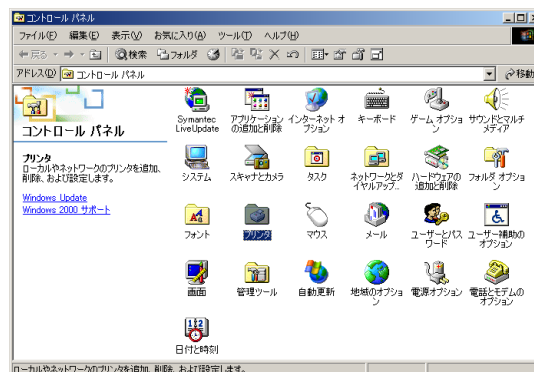 コントロール パネル
ファイル(F) 編集(E) 表示(V) お気に入り(A) ツール(T) ヘルプ(H)
戻る 検索 フォルダ
アドレス(D) コントロール パネル 移動
コントロール パネル
プリンタ
ローカルやネットワークのプリンタを追加、
削除、および設定します。
Windows Update
Windows 2000 サポート
Symantec
LiveUpdate
アプリケーション
の追加と削除
インターネット オ
プション
キーボード
ゲーム オプショ
ン
サウンドとマルチ
メディア
システム
スキャナとカメラ
タスク
ネットワークとダ
イヤルアップ...
ハードウェアの
追加と削除
フォルダ オプショ
ン
フォント
プリンタ
マウス
メール
ユーザーとパス
ワード
ユーザー補助の
オプション
画面
管理ツール
自動更新
地域のオプショ
ン
電源オプション
電話とモデムの
オプション
日付と時刻
ローカルやネットワークのプリンタを追加、削除、および設定します。